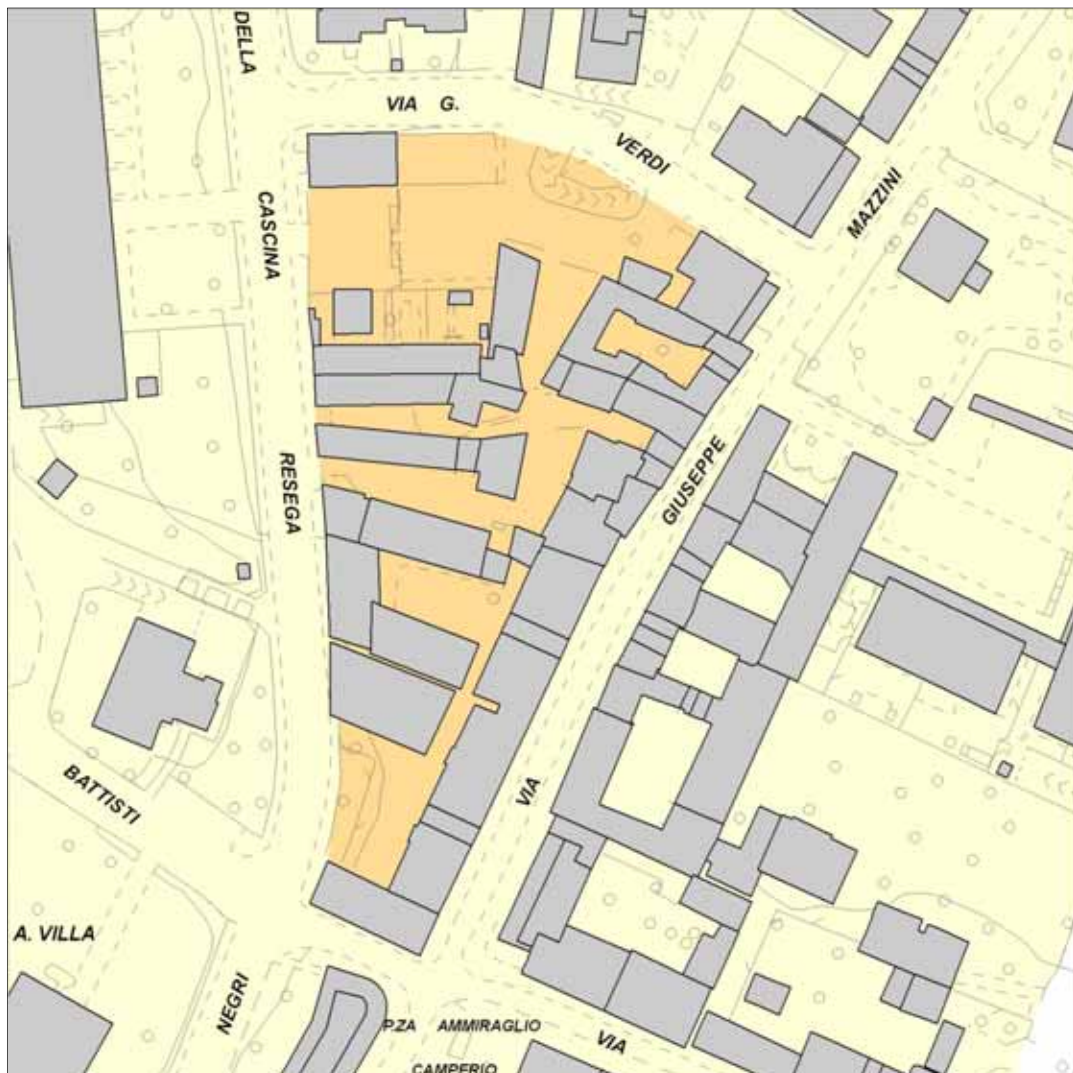 DELLA
VIA G.
VERDI
CASCINA
MAZZINI
RESEGA
GIUSEPPE
VIA
BATTISTI
A. VILLA
NEGRI
P.ZA AMMIRAGLIO
CAMPERIO
VIA